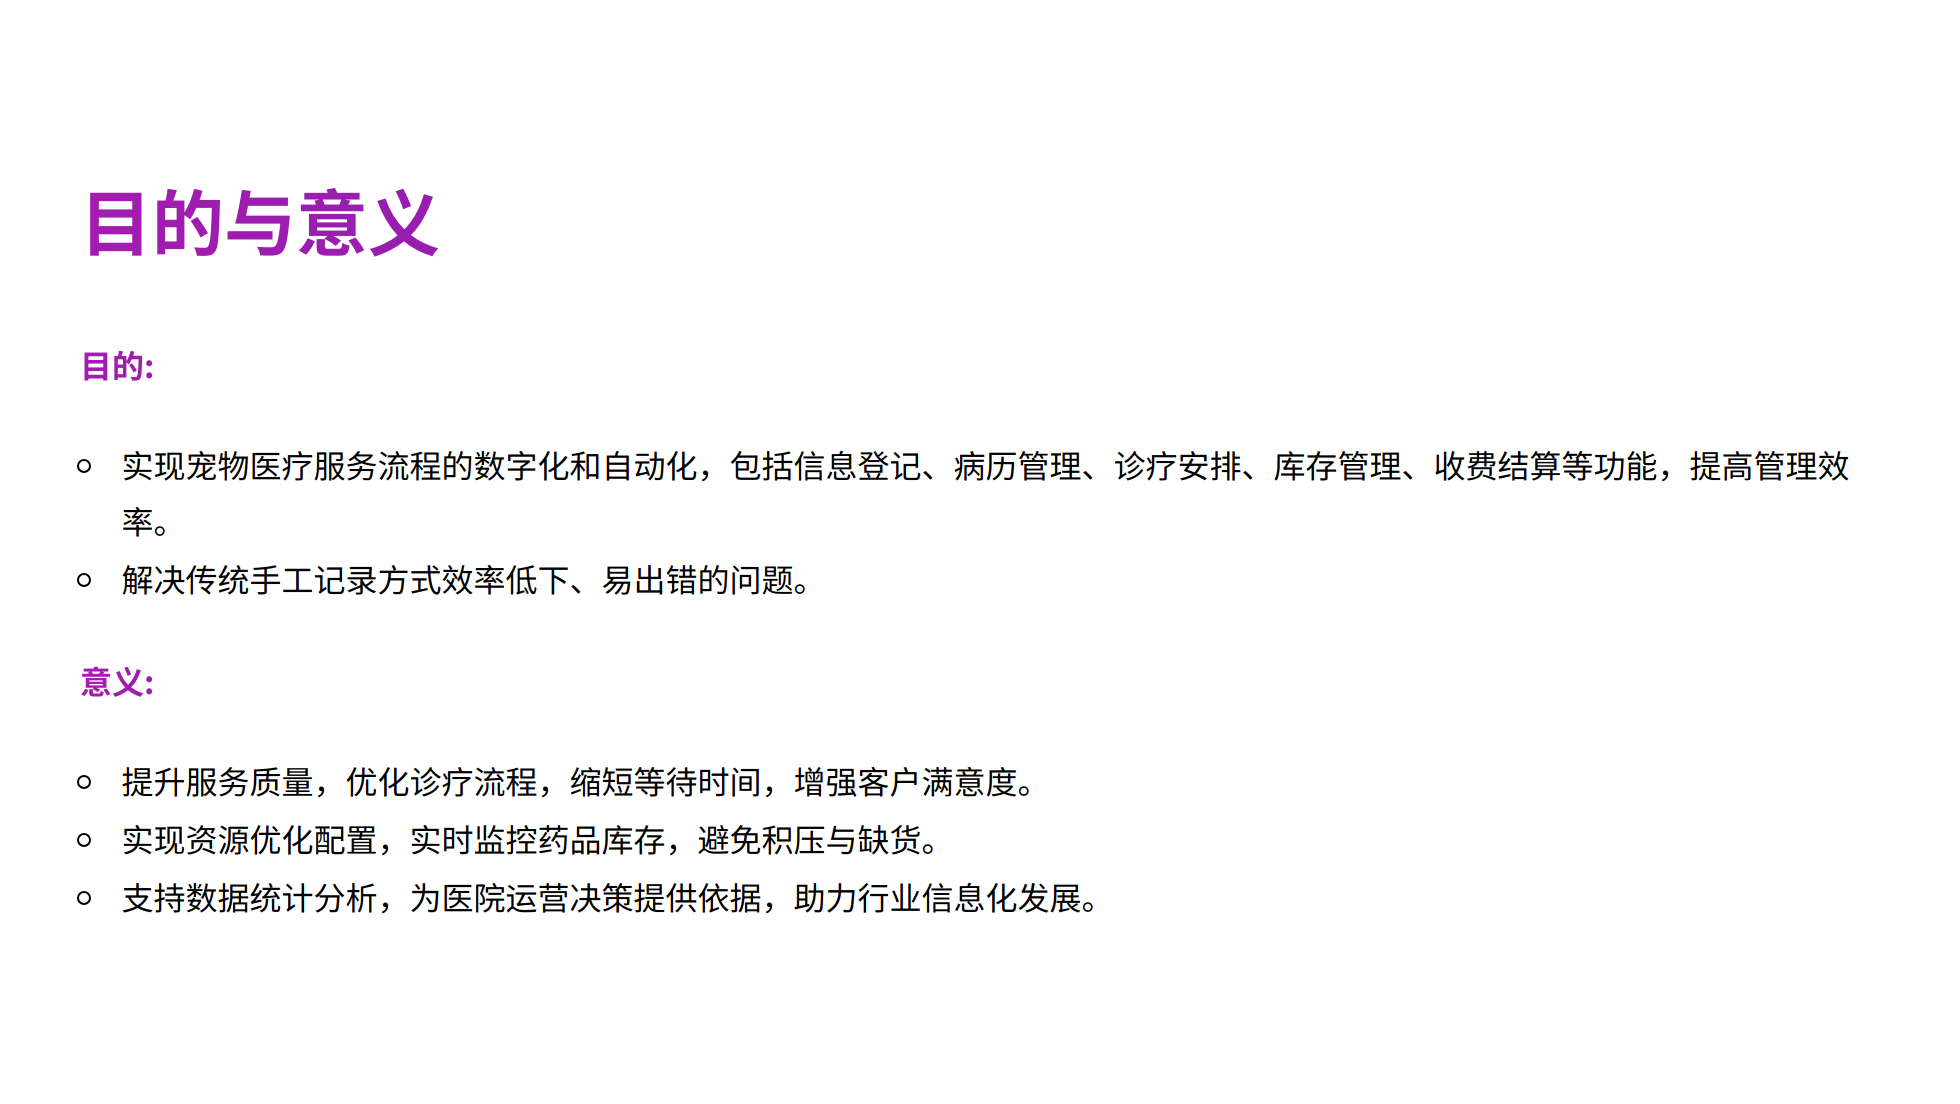 目的与意义
目的:
实现宠物医疗服务流程的数字化和自动化，包括信息登记、病历管理、诊疗安排、库存管理、收费结算等功能，提高管理效
率。
解决传统手工记录方式效率低下、易出错的问题。
意义:
提升服务质量，优化诊疗流程，缩短等待时间，增强客户满意度。
实现资源优化配置，实时监控药品库存，避免积压与缺货。
支持数据统计分析，为医院运营决策提供依据，助力行业信息化发展。